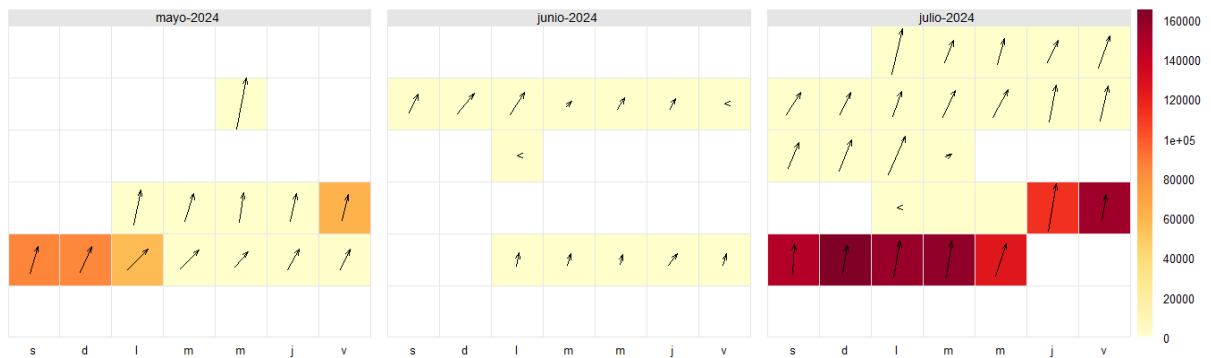 mayo-2024
junio-2024
julio-2024
s d l m m j v
s d l m m j v
s d l m m j v
160000
140000
120000
1e+05
80000
60000
40000
20000
0